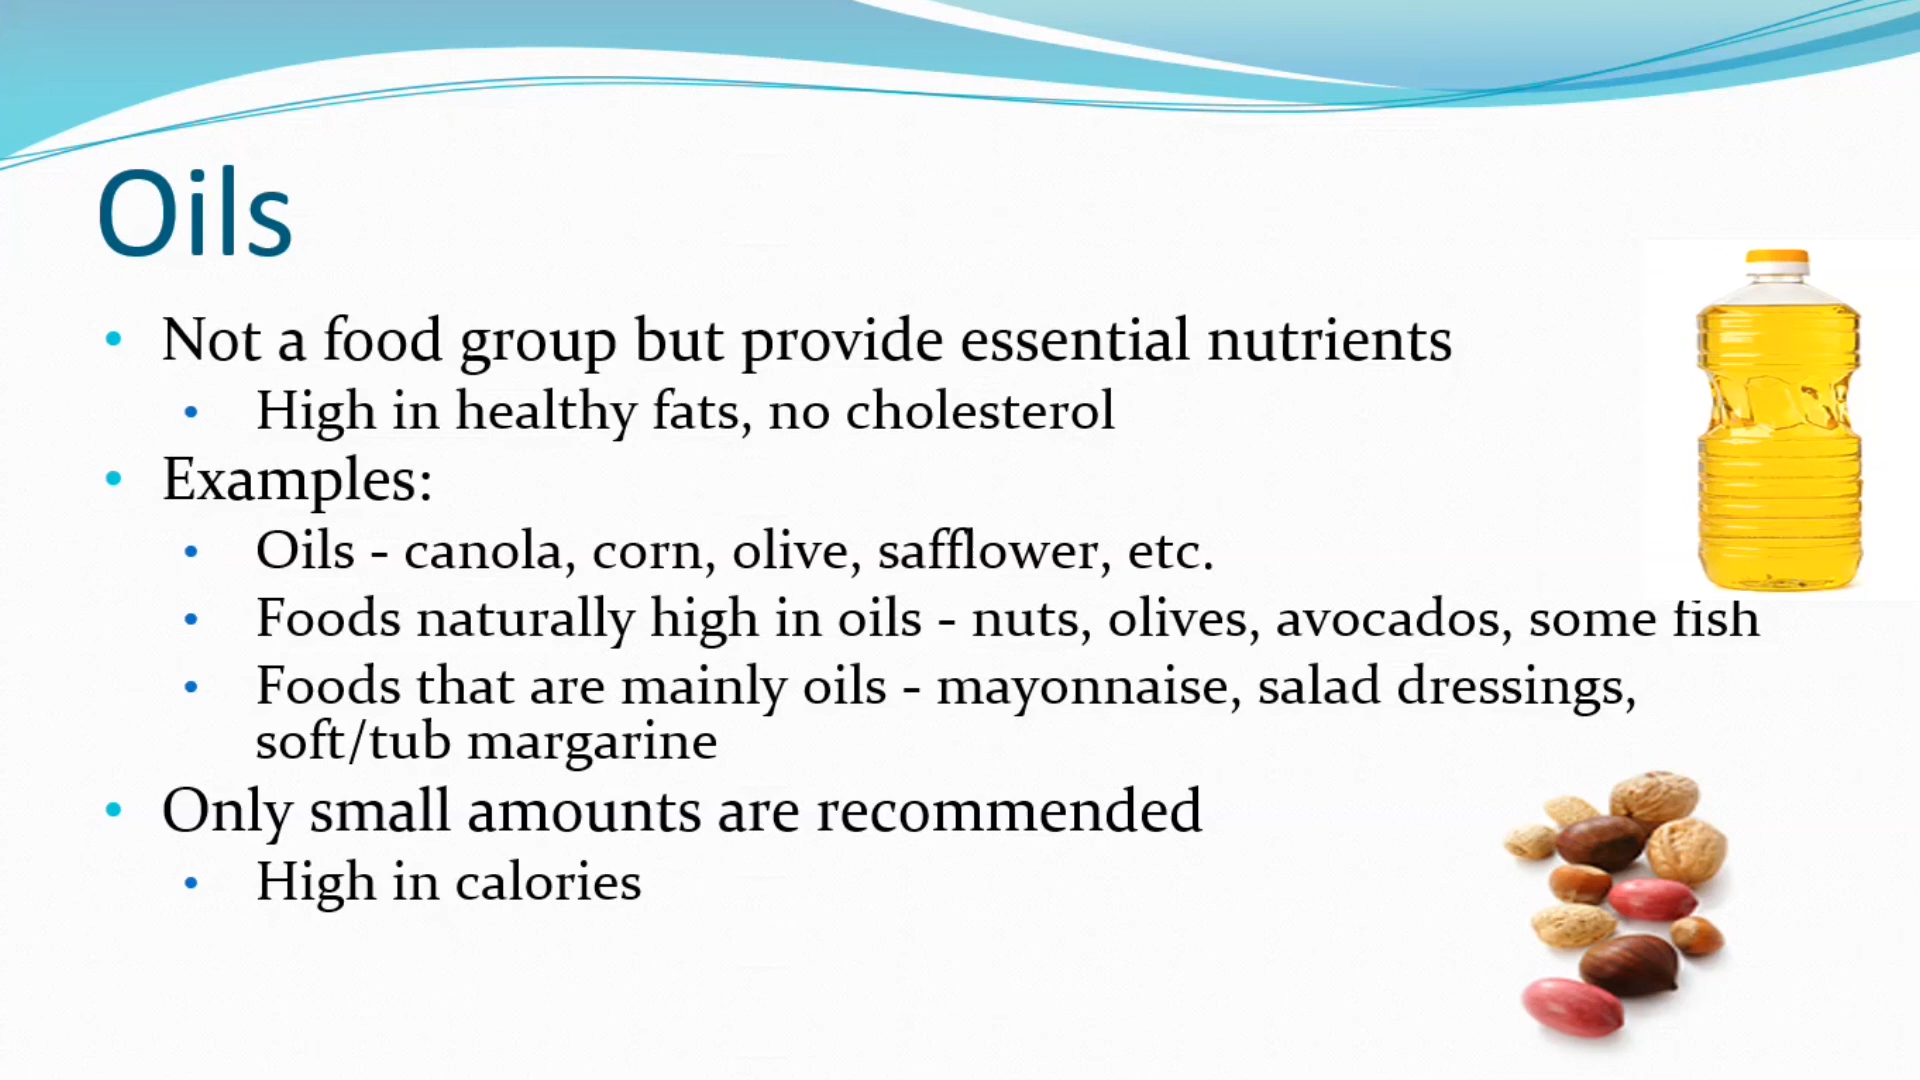 Oils
• Not a food group but provide essential nutrients
• High in healthy fats, no cholesterol
• Examples:
• Oils - canola, corn, olive, safflower, etc.
• Foods naturally high in oils - nuts, olives, avocados, some fish
• Foods that are mainly oils - mayonnaise, salad dressings,
soft/tub margarine
• Only small amounts are recommended
• High in calories